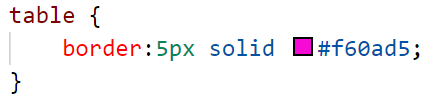 table {
    border:5px solid #f60ad5;
}